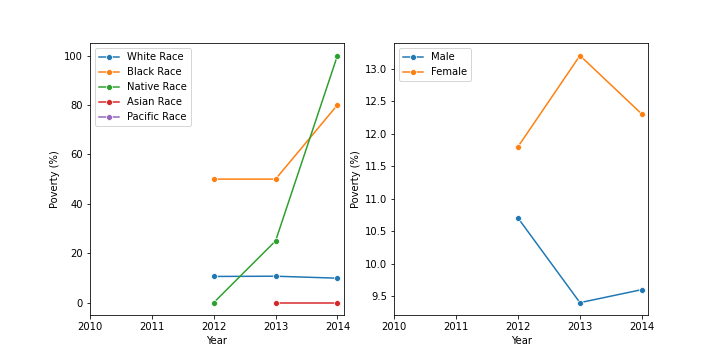 White Race
Black Race
Native Race
Asian Race
Pacific Race
100
80
60
40
20
0
Poverty (%)
2010 2011 2012 2013 2014
Year
Male
Female
13.0
12.5
12.0
11.5
11.0
10.5
10.0
9.5
Poverty (%)
2010 2011 2012 2013 2014
Year